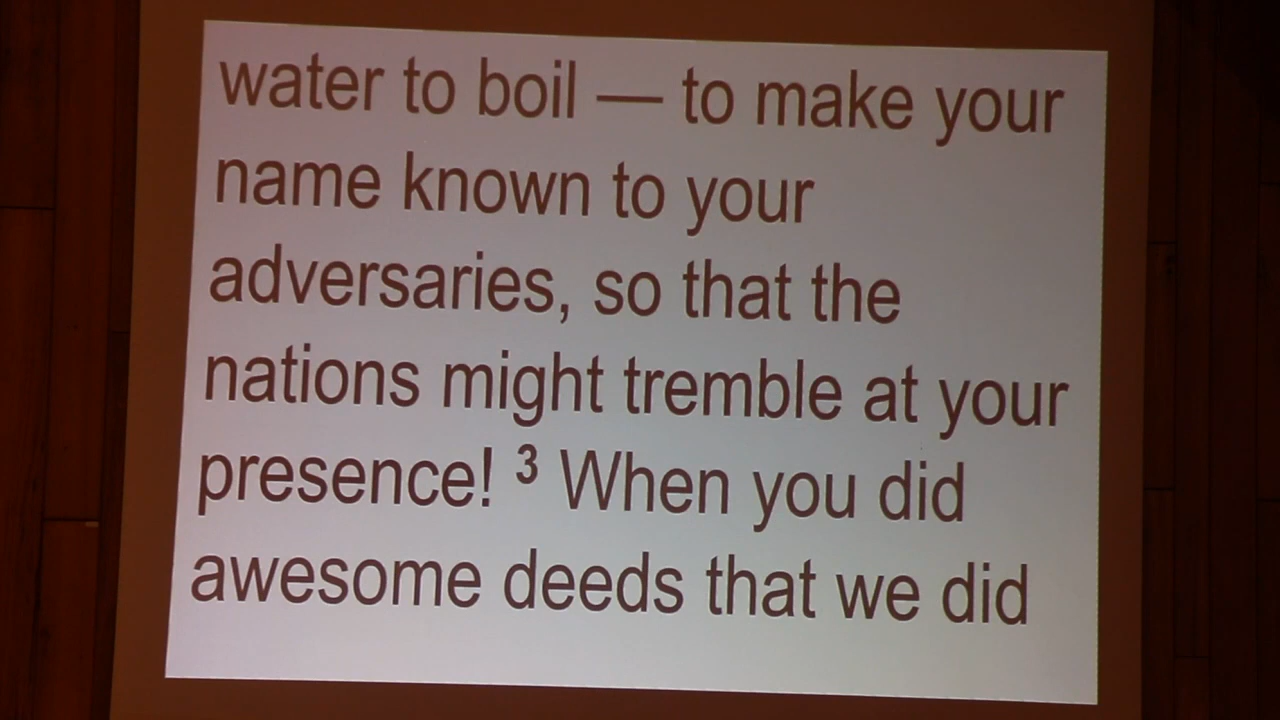 water to boil — to make your
name known to your
adversaries, so that the
nations might tremble at your
presence! ³ When you did
awesome deeds that we did